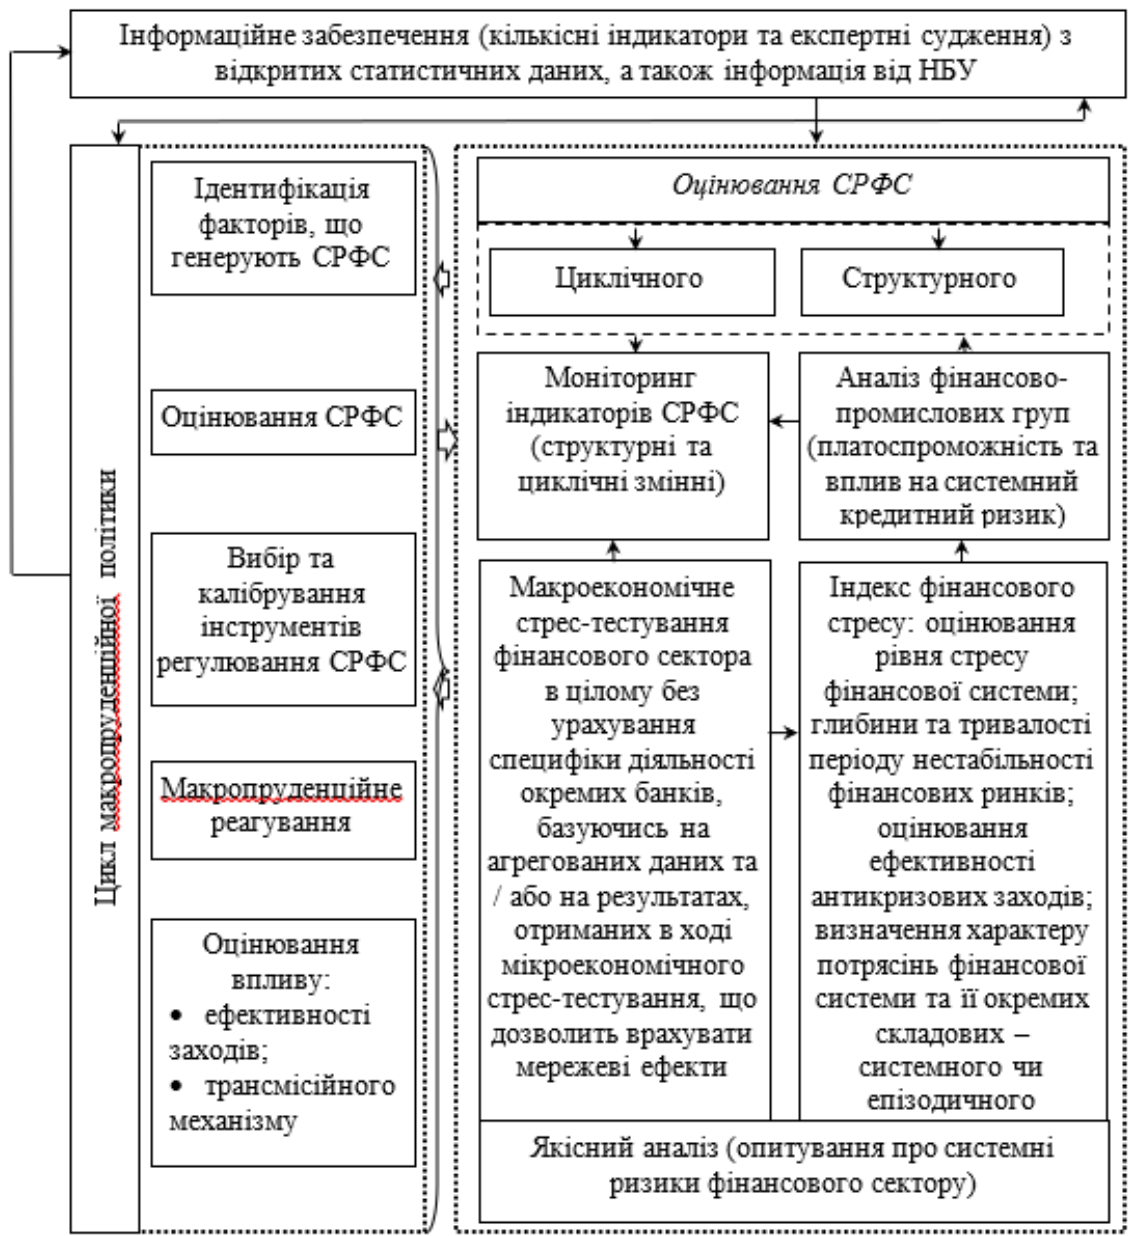 Інформаційне забезпечення (кількісні індикатори та експертні судження) з
відкритих статистичних даних, а також інформація від НБУ
Цикл макропруденційної політики
Ідентифікація
факторів, що
генерують СРФС
Оцінювання СРФС
Вибір та
калібрування
інструментів
регулювання СРФС
Макропруденційне
реагування
Оцінювання
впливу:
• ефективності
заходів;
• трансмісійного
механізму
Оцінювання СРФС
Циклічного
Структурного
Моніторинг
індикаторів СРФС
(структурні та
циклічні змінні)
Аналіз фінансово-
промислових груп
(платоспроможність та
вплив на системний
кредитний ризик)
Макроекономічне
стрес-тестування
фінансового сектора
в цілому без
урахування
специфіки діяльності
окремих банків,
базуючись на
агрегованих даних та
/ або на результатах,
отриманих в ході
мікроекономічного
стрес-тестування, що
дозволить врахувати
мережеві ефекти
Індекс фінансового
стресу: оцінювання
рівня стресу
фінансової системи;
глибини та тривалості
періоду нестабільності
фінансових ринків;
оцінювання
ефективності
антикризових заходів;
визначення характеру
потрясінь фінансової
системи та її окремих
складових –
системного чи
епізодичного
Якісний аналіз (опитування про системні
ризики фінансового сектору)